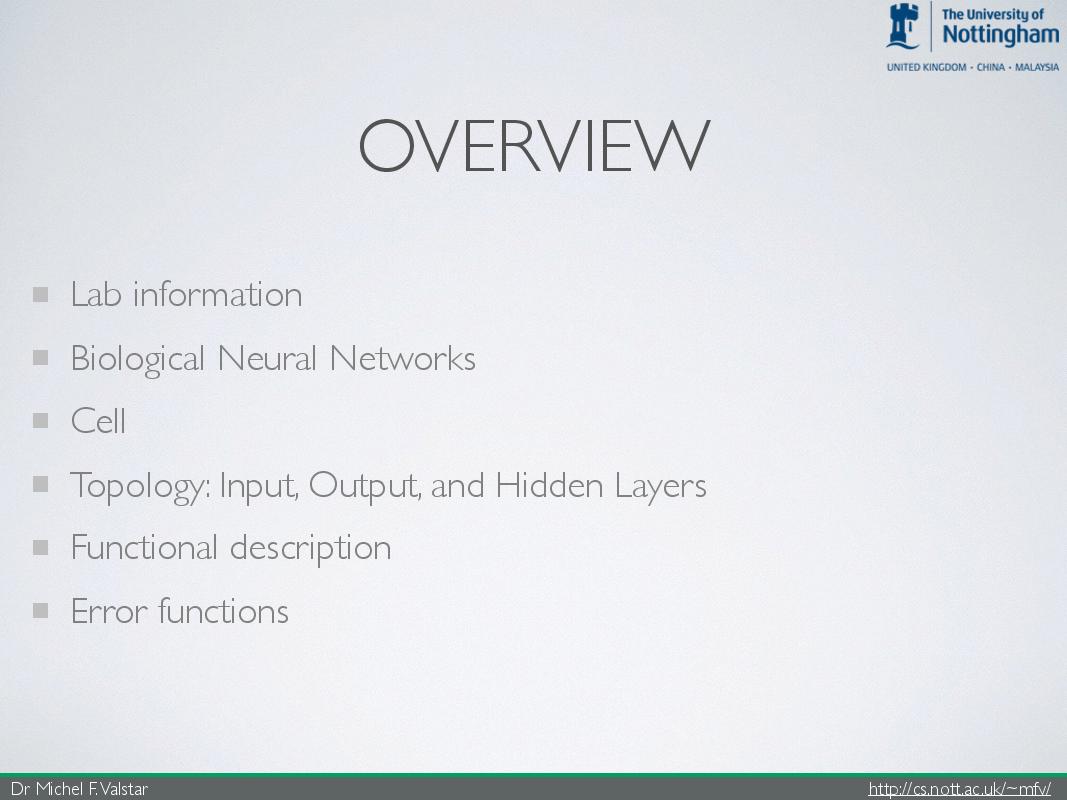 The University of
Nottingham
UNITED KINGDOM · CHINA · MALAYSIA
OVERVIEW
Lab information
Biological Neural Networks
Cell
Topology: Input, Output, and Hidden Layers
Functional description
Error functions
Dr Michel F. Valstar
http://cs.nott.ac.uk/~mfv/